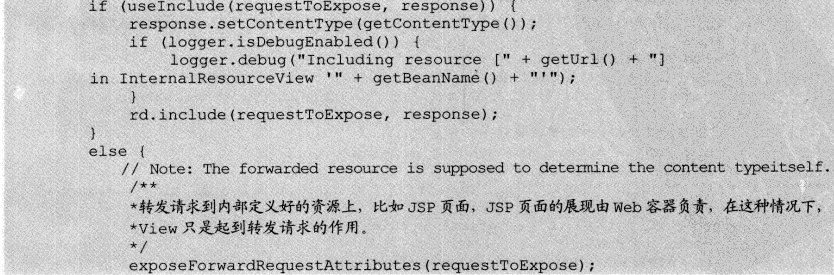 if (useInclude(requestToExpose, response)) {
response.setContentType(getContentType());
if (logger.isDebugEnabled()) {
logger.debug("Including resource [" + getUrl() + "]
in InternalResourceView '" + getBeanName() + "'");
}
rd.include(requestToExpose, response);
}
else {
// Note: The forwarded resource is supposed to determine the content typeitself.
/**
*转发请求到内部定义好的资源上，比如 JSP 页面，JSP 页面的展现由 Web 容器负责，在这种情况下，
*View 只是起到转发请求的作用。
*/
exposeForwardRequestAttributes(requestToExpose);